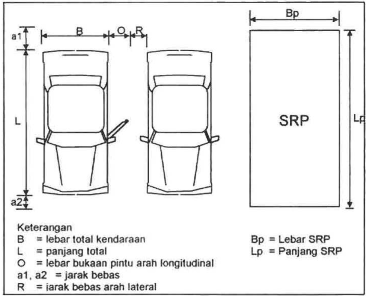 B O R
Bp
a1
L
SRP
Lp
a2
Keterangan
B = lebar total kendaraan
L = panjang total
O = lebar bukaan pintu arah longitudinal
a1, a2 = jarak bebas
R = jarak bebas arah lateral
Bp = Lebar SRP
Lp = Panjang SRP